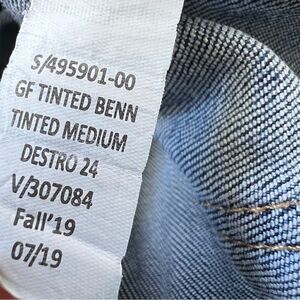 S/495901-00
GF TINTED BENN
TINTED MEDIUM
DESTRO 24
V/307084
Fall'19
07/19